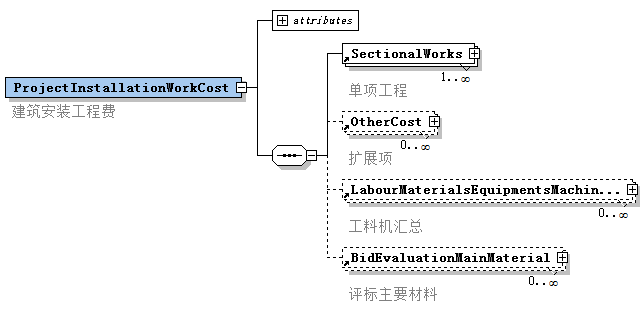 attributes
SectionalWorks
1..∞
单项工程
ProjectInstallationWorkCost
建筑安装工程费
OtherCost
0..∞
扩展项
LabourMaterialsEquipmentsMachin...
0..∞
工料机汇总
BidEvaluationMainMaterial
0..∞
评标主要材料